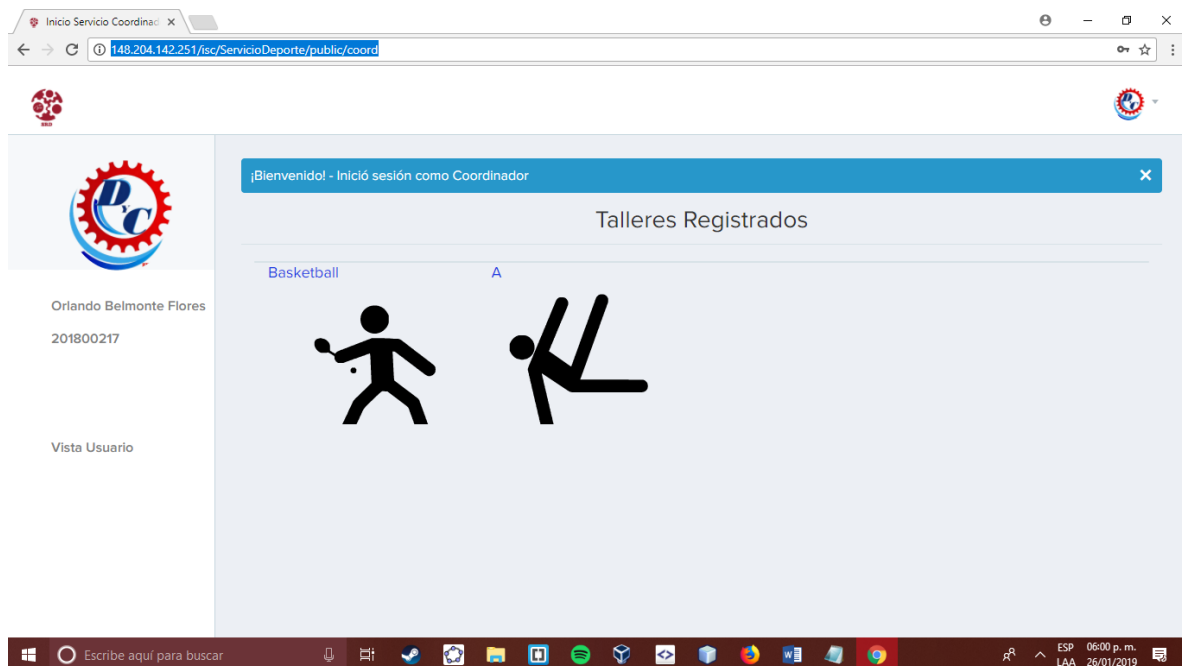 Inicio Servicio Coordinad
148.204.142.251/isc/ServicioDeporte/public/coord
¡Bienvenido! - Inició sesión como Coordinador
DyC
Talleres Registrados
Basketball A
Orlando Belmonte Flores
201800217
Vista Usuario
Escribe aquí para buscar
ESP 06:00 p. m.
LAA 26/01/2019